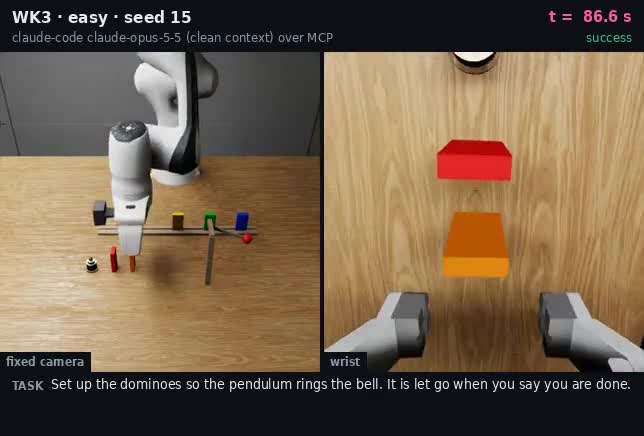 WK3 · easy · seed 15
t = 86.6 s
claude-code claude-opus-5-5 (clean context) over MCP
success
fixed camera
wrist
TASK Set up the dominoes so the pendulum rings the bell. It is let go when you say you are done.